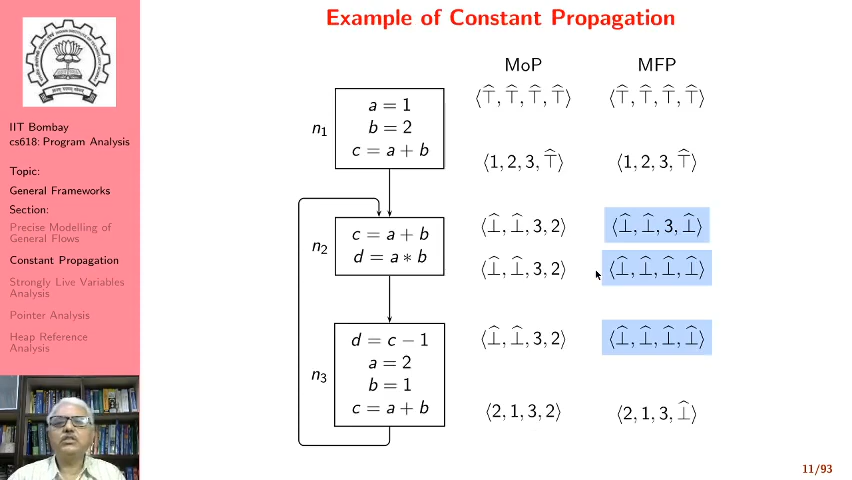 Example of Constant Propagation
IIT Bombay
cs618: Program Analysis
Topic:
General Frameworks
Section:
Precise Modelling of
General Flows
Constant Propagation
Strongly Live Variables
Analysis
Pointer Analysis
Heap Reference
Analysis
MoP
MFP
⟨⊤̂, ⊤̂, ⊤̂, ⊤̂⟩
⟨⊤̂, ⊤̂, ⊤̂, ⊤̂⟩
n₁
a = 1
b = 2
c = a + b
⟨1, 2, 3, ⊤̂⟩
⟨1, 2, 3, ⊤̂⟩
n₂
c = a + b
d = a ∗ b
⟨⊥̂, ⊥̂, 3, 2⟩
⟨⊥̂, ⊥̂, 3, ⊥̂⟩
⟨⊥̂, ⊥̂, 3, 2⟩
⟨⊥̂, ⊥̂, ⊥̂, ⊥̂⟩
n₃
d = c − 1
a = 2
b = 1
c = a + b
⟨⊥̂, ⊥̂, 3, 2⟩
⟨⊥̂, ⊥̂, ⊥̂, ⊥̂⟩
⟨2, 1, 3, 2⟩
⟨2, 1, 3, ⊥̂⟩
11/93